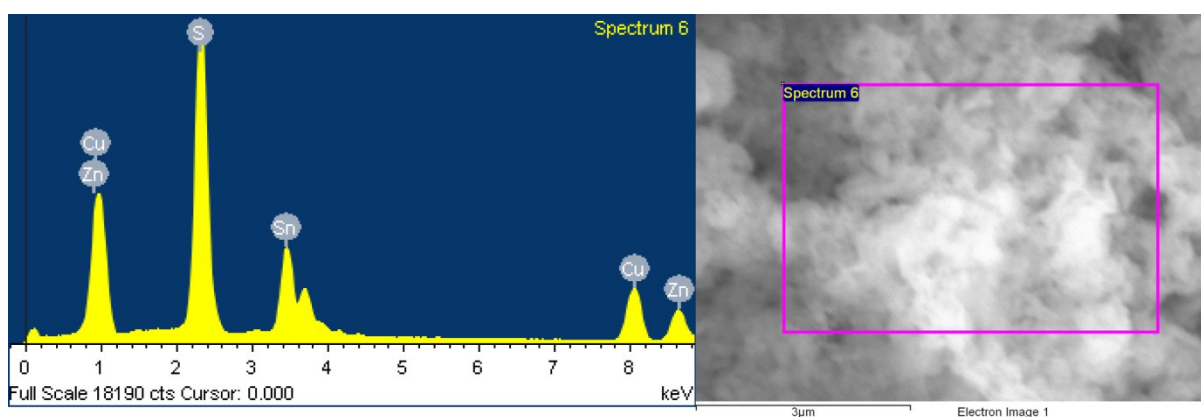 Spectrum 6
S
Cu
Zn
Sn
Cu
Zn
0 1 2 3 4 5 6 7 8
Full Scale 18190 cts Cursor: 0.000 keV
Spectrum 6
3µm Electron Image 1